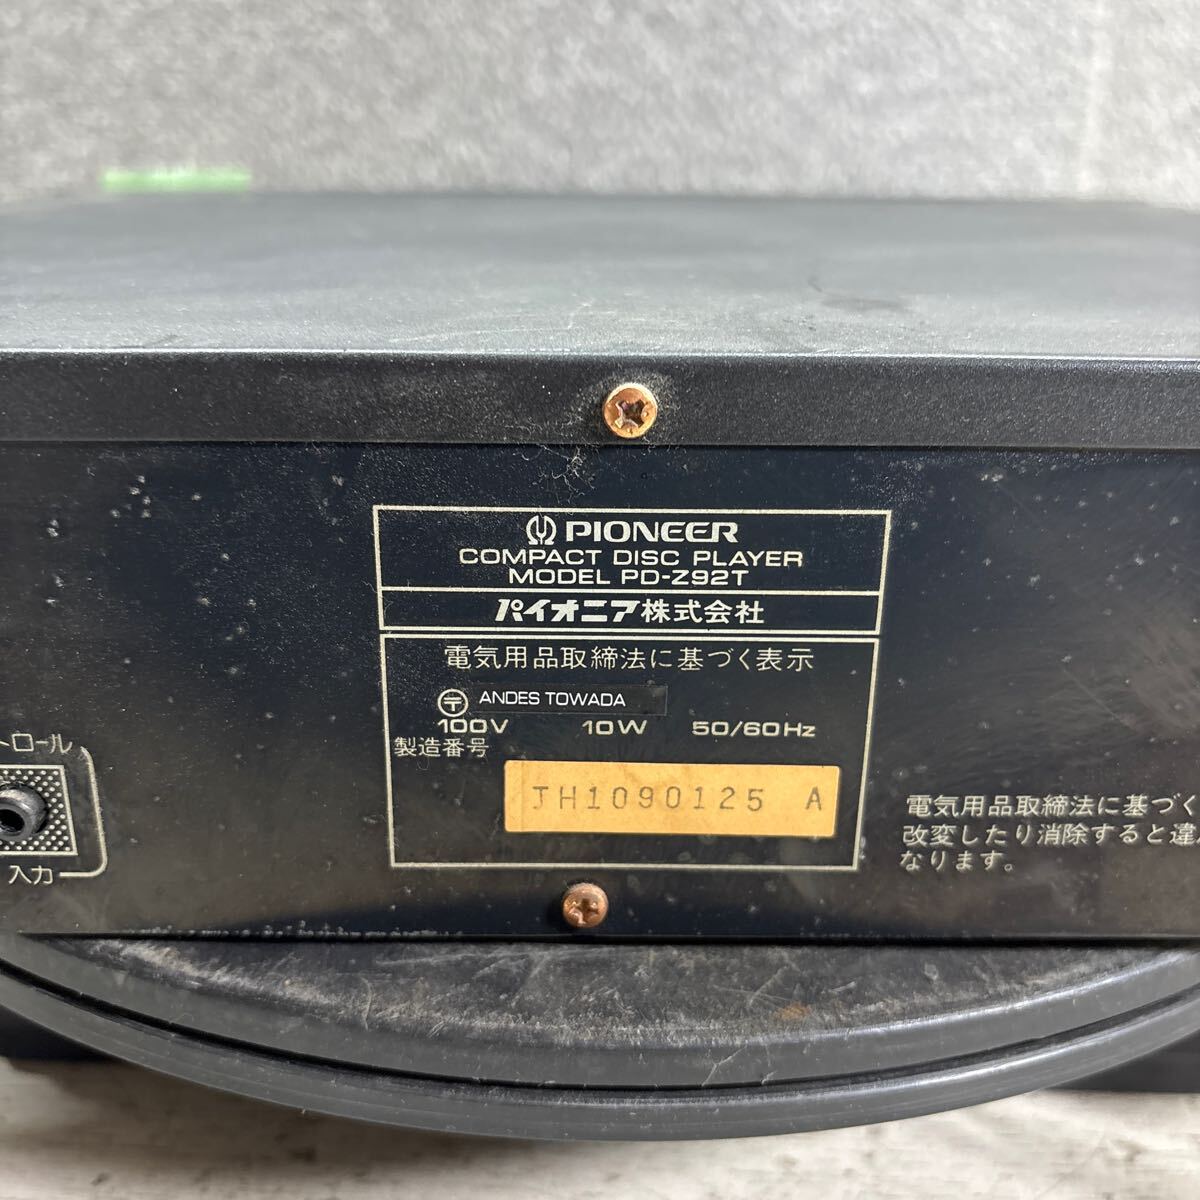 PIONEER
COMPACT DISC PLAYER
MODEL PD-Z92T
パイオニア株式会社
電気用品取締法に基づく表示
〒 ANDES TOWADA
100V 10W 50/60Hz
製造番号
JH1090125 A
トロール
入力
電気用品取締法に基づく
改変したり消除すると違
なります。